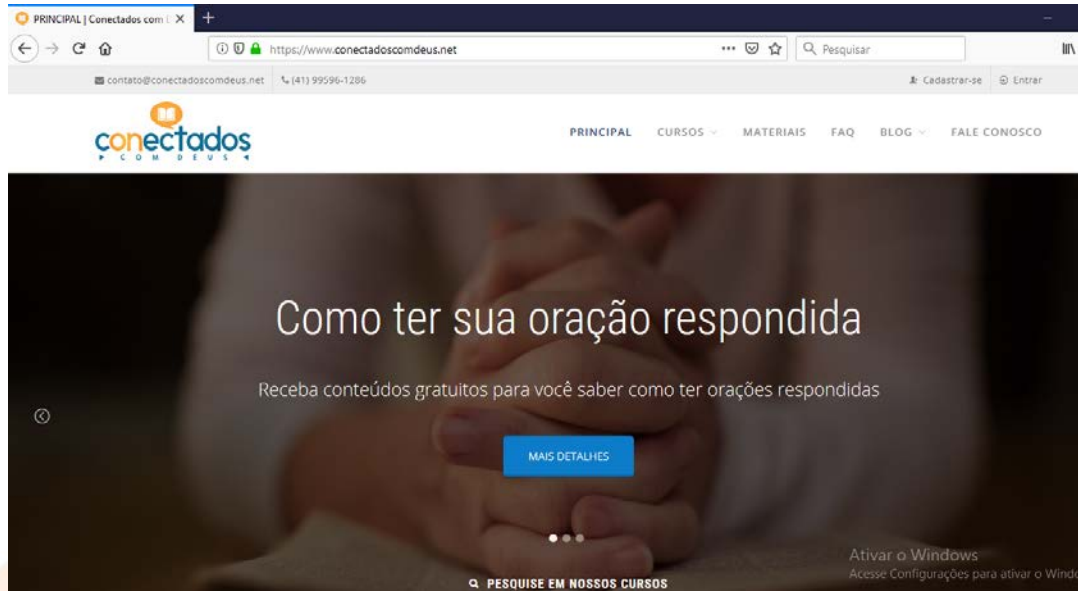 PRINCIPAL | Conectados com
https://www.conectadoscomdeus.net
Pesquisar
contato@conectadoscomdeus.net (41) 99596-1286 Cadastrar-se Entrar
conectados
COM DEUS
PRINCIPAL CURSOS MATERIAIS FAQ BLOG FALE CONOSCO
Como ter sua oração respondida
Receba conteúdos gratuitos para você saber como ter orações respondidas
MAIS DETALHES
Ativar o Windows
Acesse Configurações para ativar o
PESQUISE EM NOSSOS CURSOS